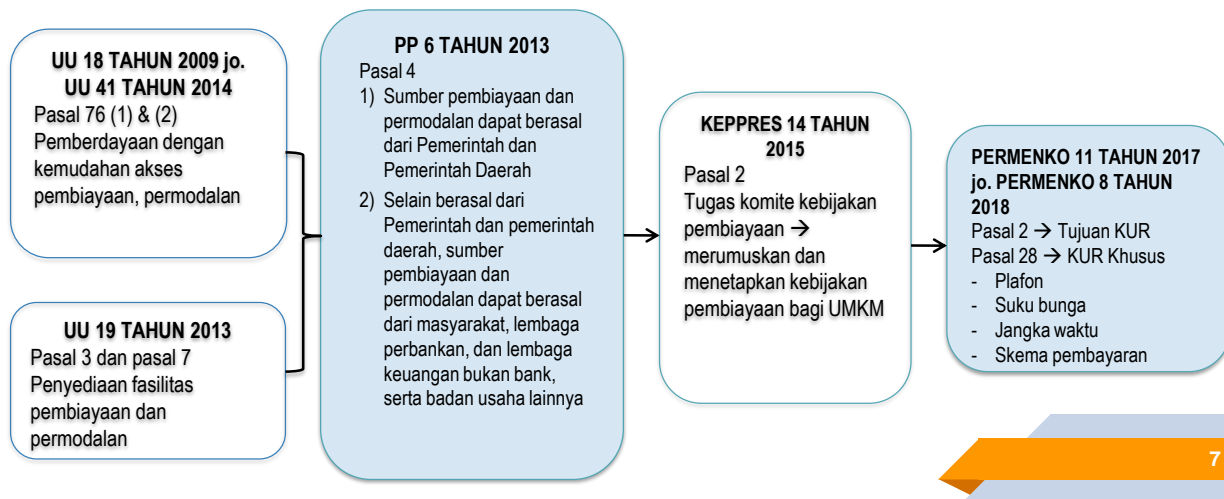 UU 18 TAHUN 2009 jo.
UU 41 TAHUN 2014
Pasal 76 (1) & (2)
Pemberdayaan dengan
kemudahan akses
pembiayaan, permodalan
UU 19 TAHUN 2013
Pasal 3 dan pasal 7
Penyediaan fasilitas
pembiayaan dan
permodalan
PP 6 TAHUN 2013
Pasal 4
1) Sumber pembiayaan dan
permodalan dapat berasal
dari Pemerintah dan
Pemerintah Daerah
2) Selain berasal dari
Pemerintah dan pemerintah
daerah, sumber
pembiayaan dan
permodalan dapat berasal
dari masyarakat, lembaga
perbankan, dan lembaga
keuangan bukan bank,
serta badan usaha lainnya
KEPPRES 14 TAHUN
2015
Pasal 2
Tugas komite kebijakan
pembiayaan →
merumuskan dan
menetapkan kebijakan
pembiayaan bagi UMKM
PERMENKO 11 TAHUN 2017
jo. PERMENKO 8 TAHUN
2018
Pasal 2 → Tujuan KUR
Pasal 28 → KUR Khusus
- Plafon
- Suku bunga
- Jangka waktu
- Skema pembayaran
7